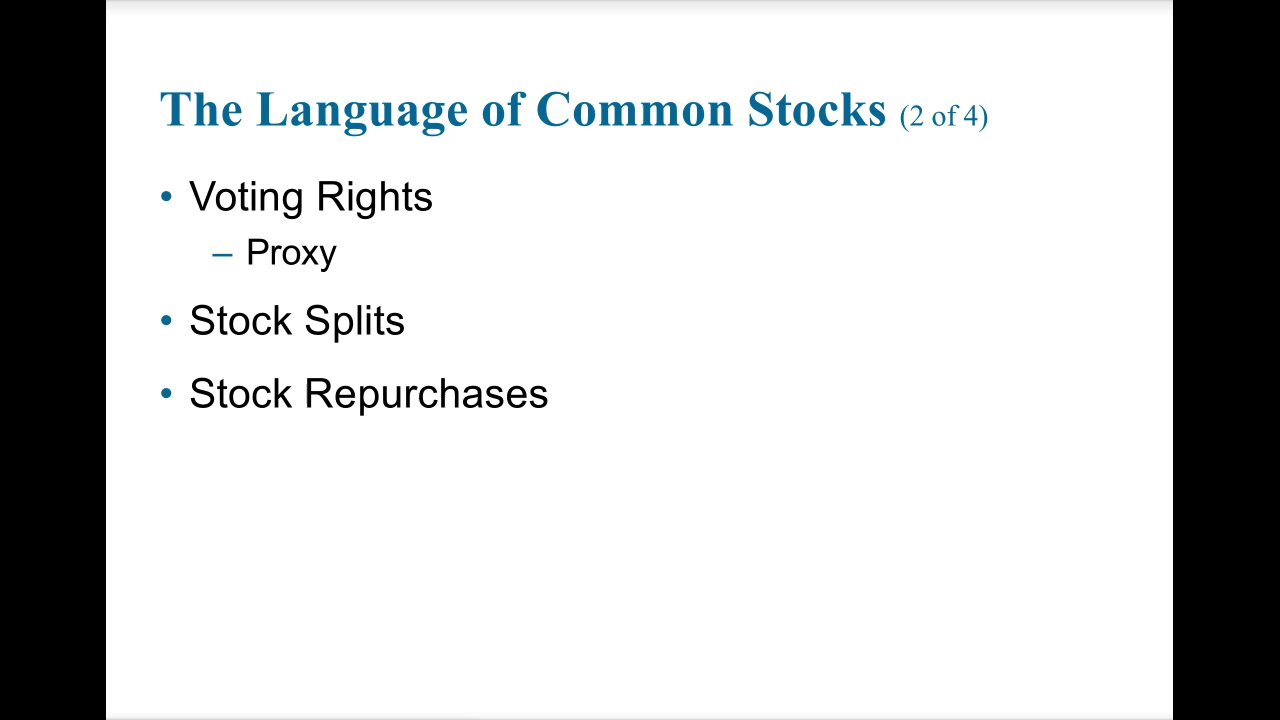 The Language of Common Stocks (2 of 4)
• Voting Rights
– Proxy
• Stock Splits
• Stock Repurchases